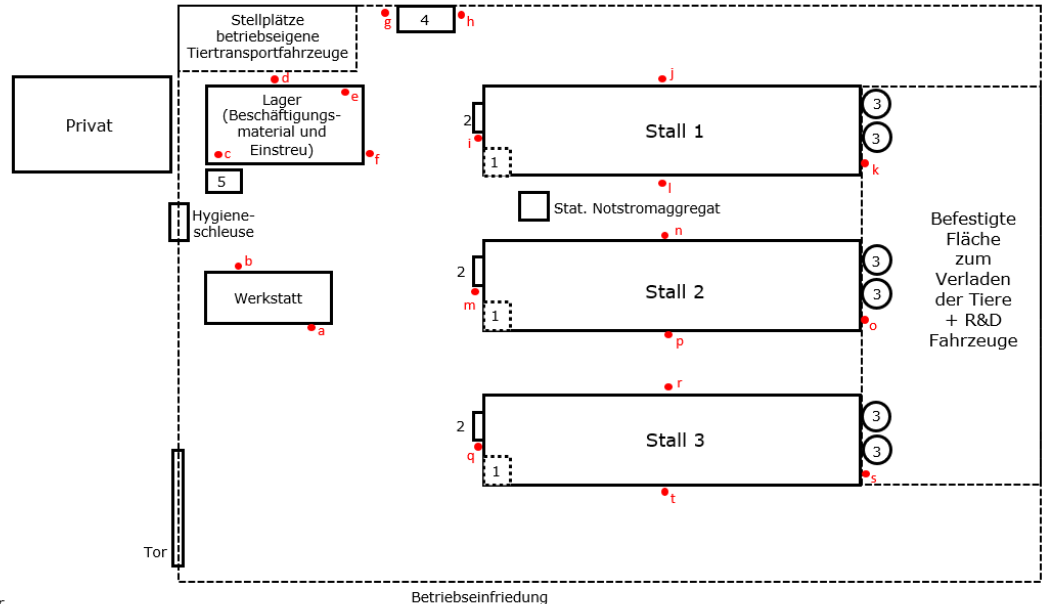 Stellplätze
betriebseigene
Tiertransportfahrzeuge
g
4
h
d
j
Privat
Lager
(Beschäftigungs-
material und
Einstreu)
e
c
f
5
2
i
1
Stall 1
3
3
k
l
Hygiene-
schleuse
Stat. Notstromaggregat
b
Werkstatt
a
n
2
m
1
Stall 2
3
3
o
p
Befestigte
Fläche
zum
Verladen
der Tiere
+ R&D
Fahrzeuge
r
2
q
1
Stall 3
3
3
s
t
Tor
Betriebseinfriedung